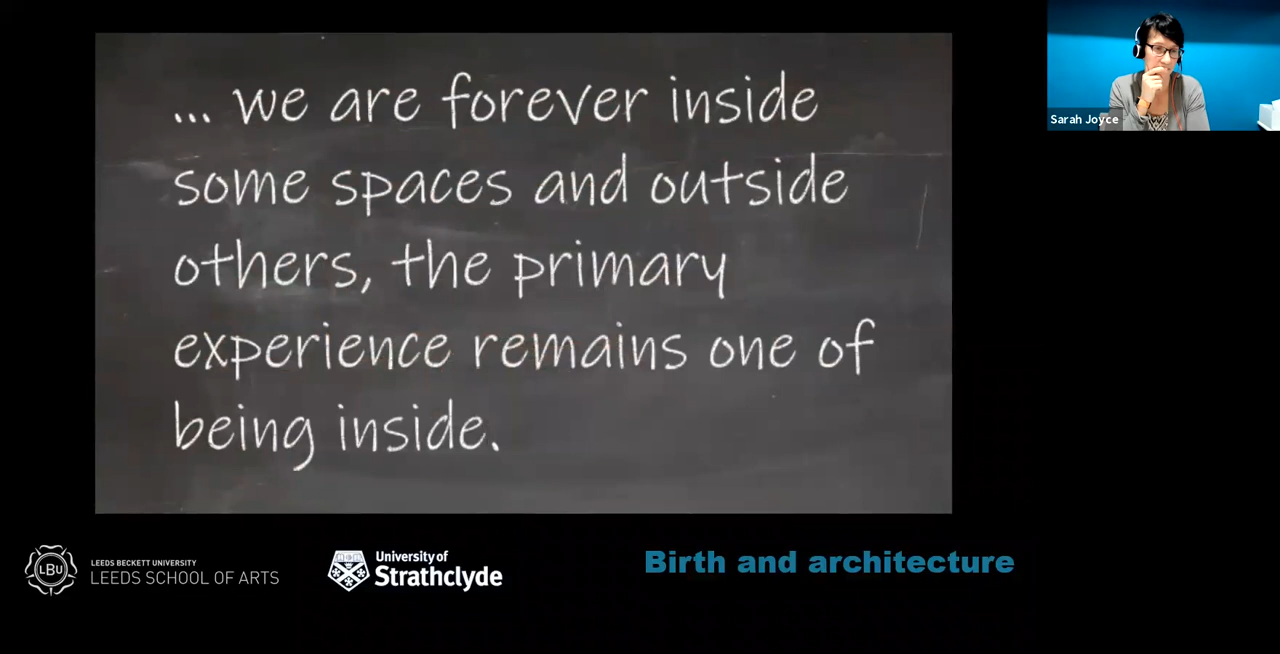 ... we are forever inside
some spaces and outside
others, the primary
experience remains one of
being inside.
Sarah Joyce
LBU
LEEDS BECKETT UNIVERSITY
LEEDS SCHOOL OF ARTS
University of
Strathclyde
Birth and architecture